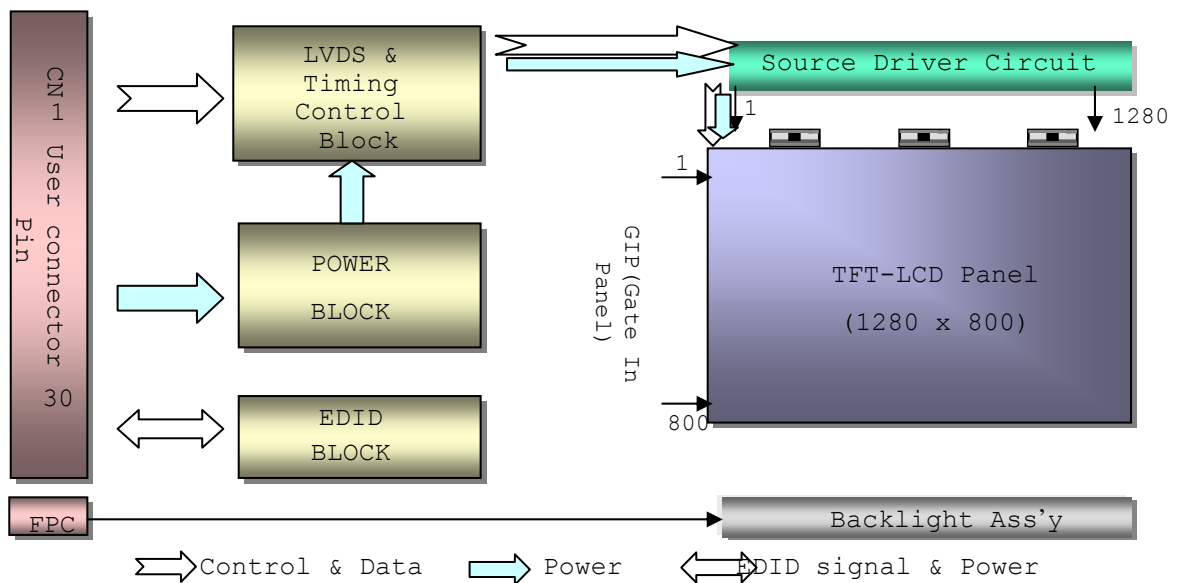 CN1 User connector 30
Pin
LVDS &
Timing
Control
Block
POWER
BLOCK
EDID
BLOCK
Source Driver Circuit
1
1280
1
GIP(Gate In
Panel)
800
TFT-LCD Panel
(1280 x 800)
FPC
Backlight Ass'y
Control & Data
Power
EDID signal & Power